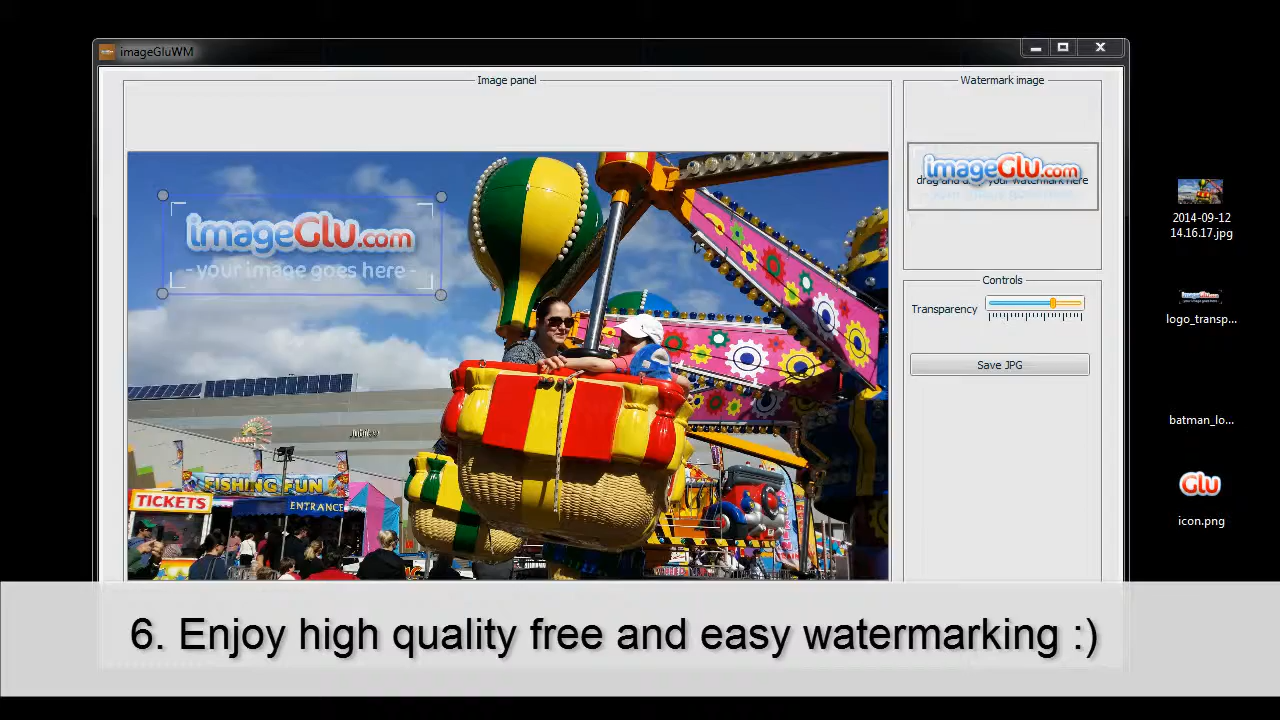 imageGluWM
Image panel
Watermark image
imageGlu.com
drag and drop your watermark here
imageGlu.com
- your image goes here -
2014-09-12
14.16.17.jpg
Controls
Transparency
logo_transp...
Save JPG
batman_lo...
Glu
icon.png
FISHING FUN
TICKETS
ENTRANCE
6. Enjoy high quality free and easy watermarking :)